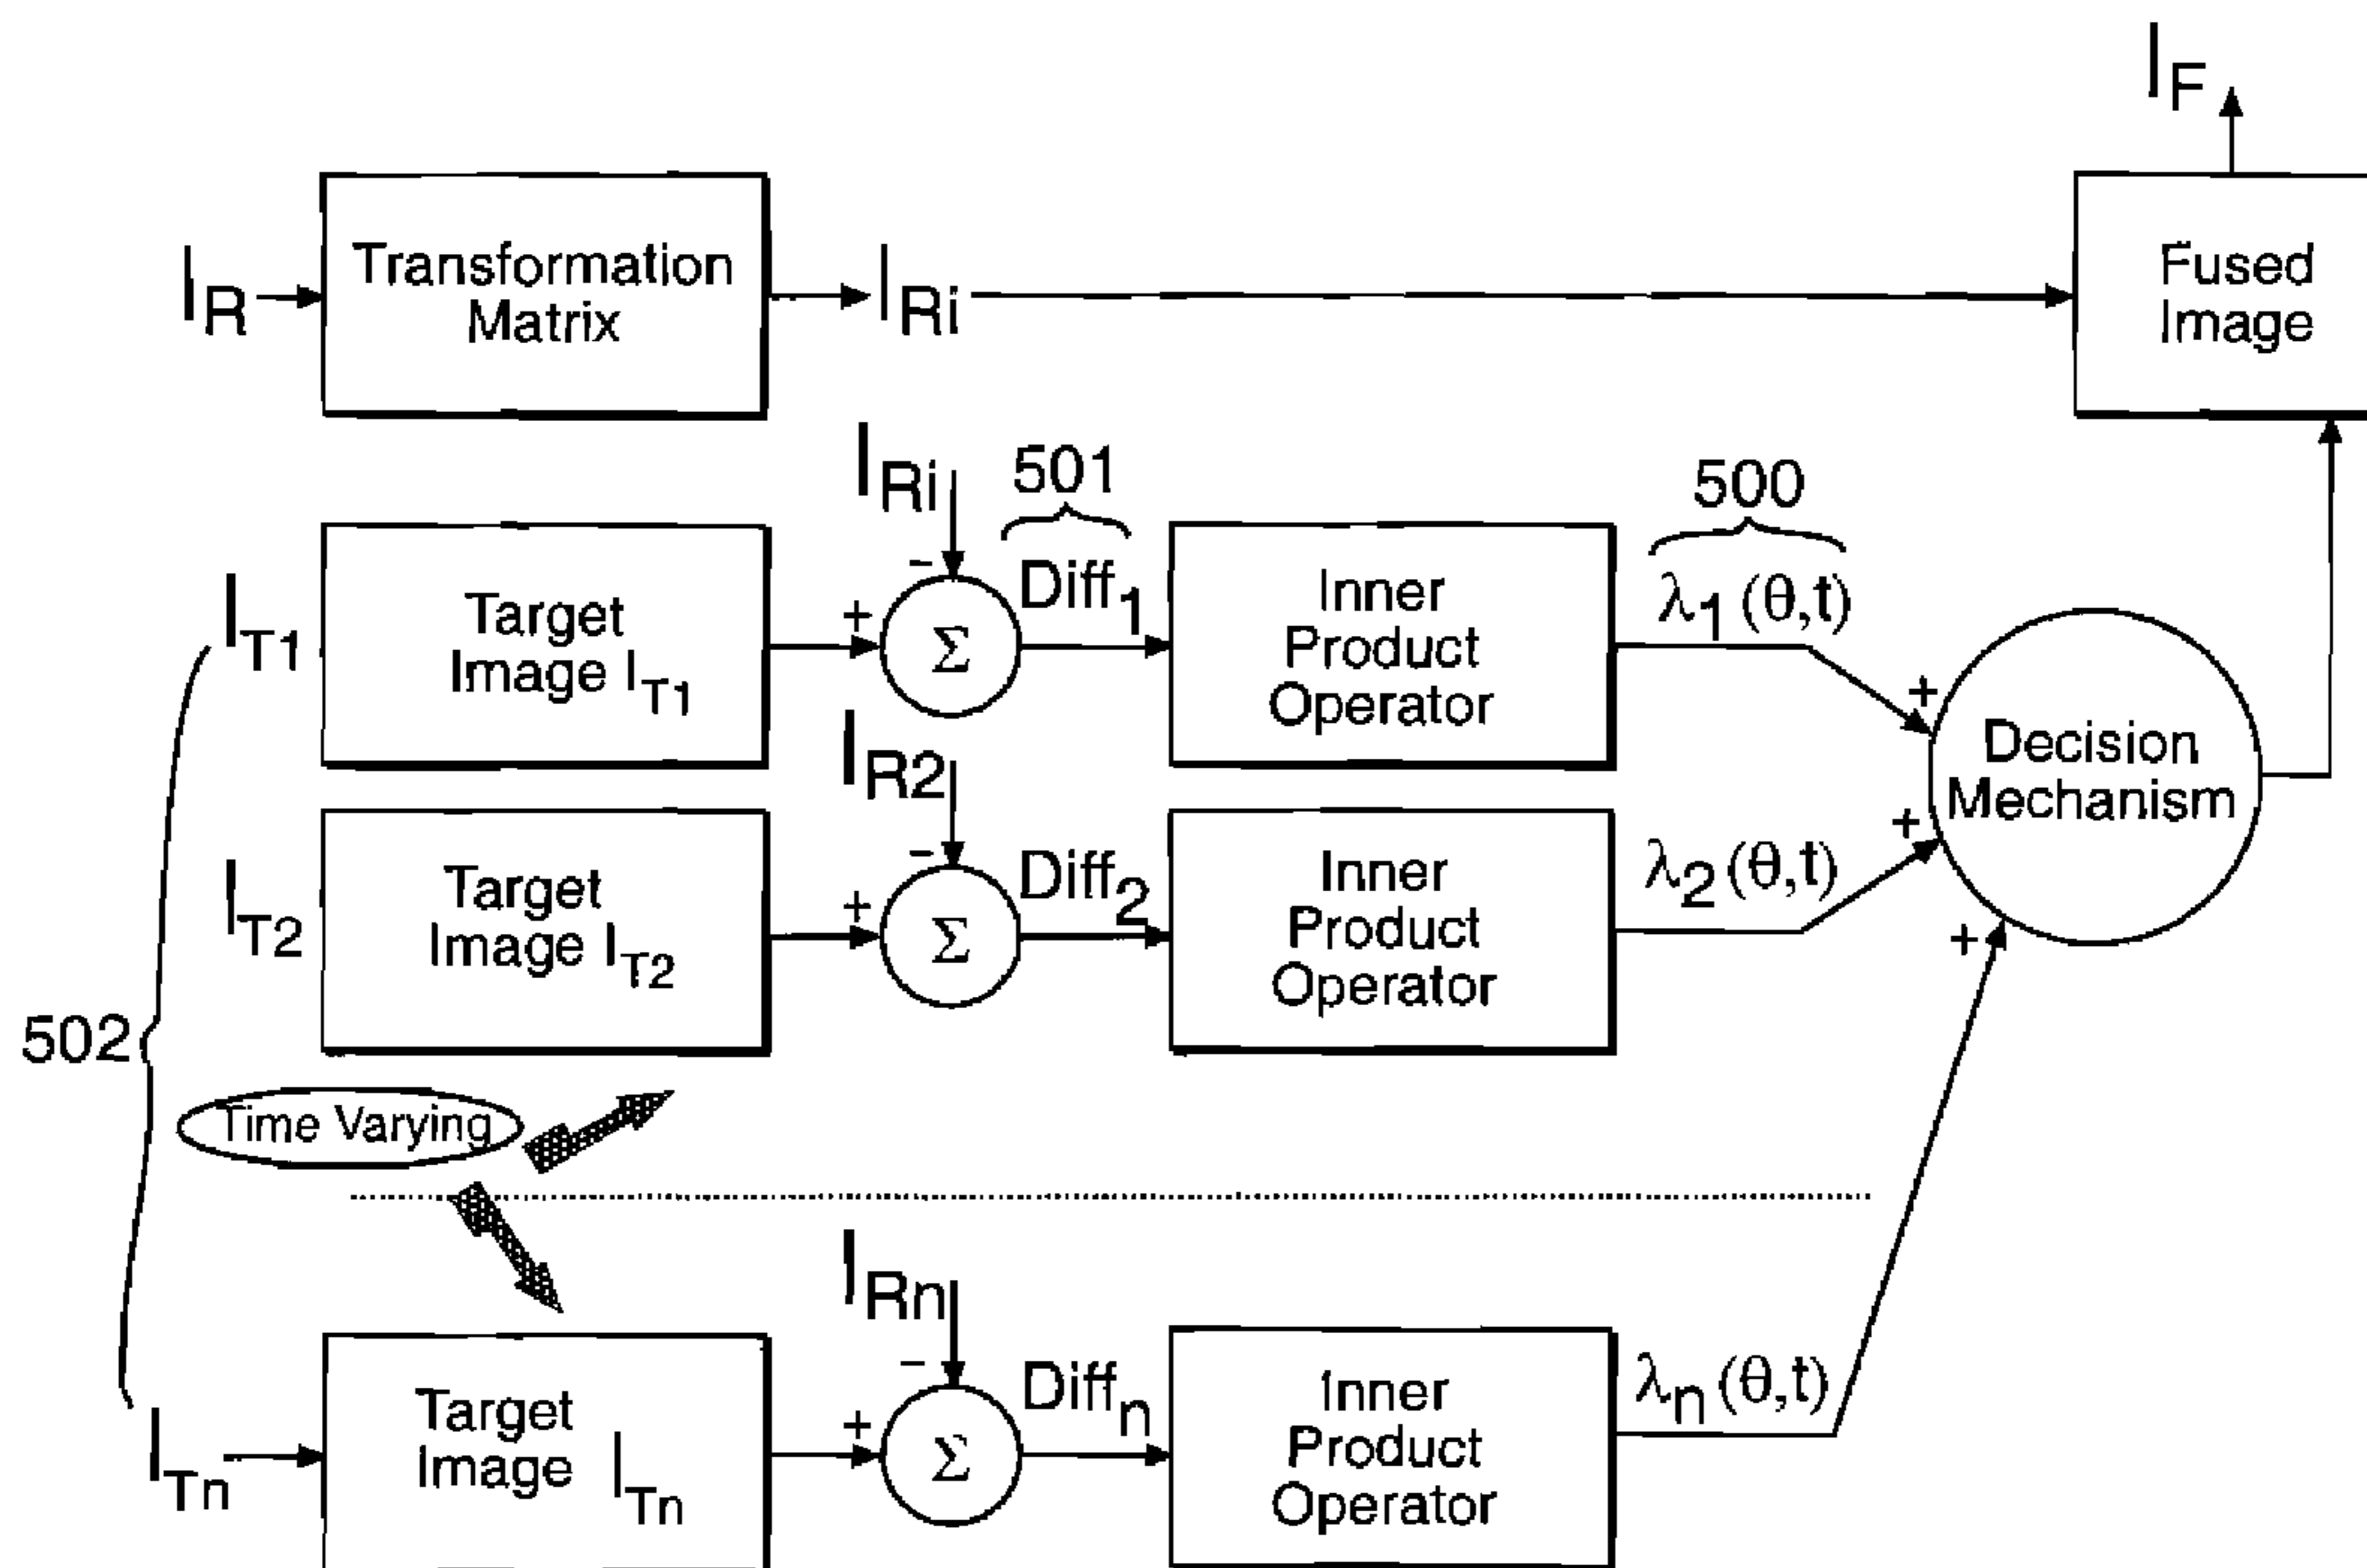 I_F
I_R
Transformation
Matrix
I_Ri
Fused
Image
I_Ri
501
500
I_T1
Target
Image I_T1
-
+
Σ
Diff_1
Inner
Product
Operator
λ_1(θ,t)
+
Decision
Mechanism
I_R2
I_T2
Target
Image I_T2
-
+
Σ
Diff_2
Inner
Product
Operator
λ_2(θ,t)
+
+
502
Time Varying
I_Rn
I_Tn
Target
Image I_Tn
-
+
Σ
Diff_n
Inner
Product
Operator
λ_n(θ,t)